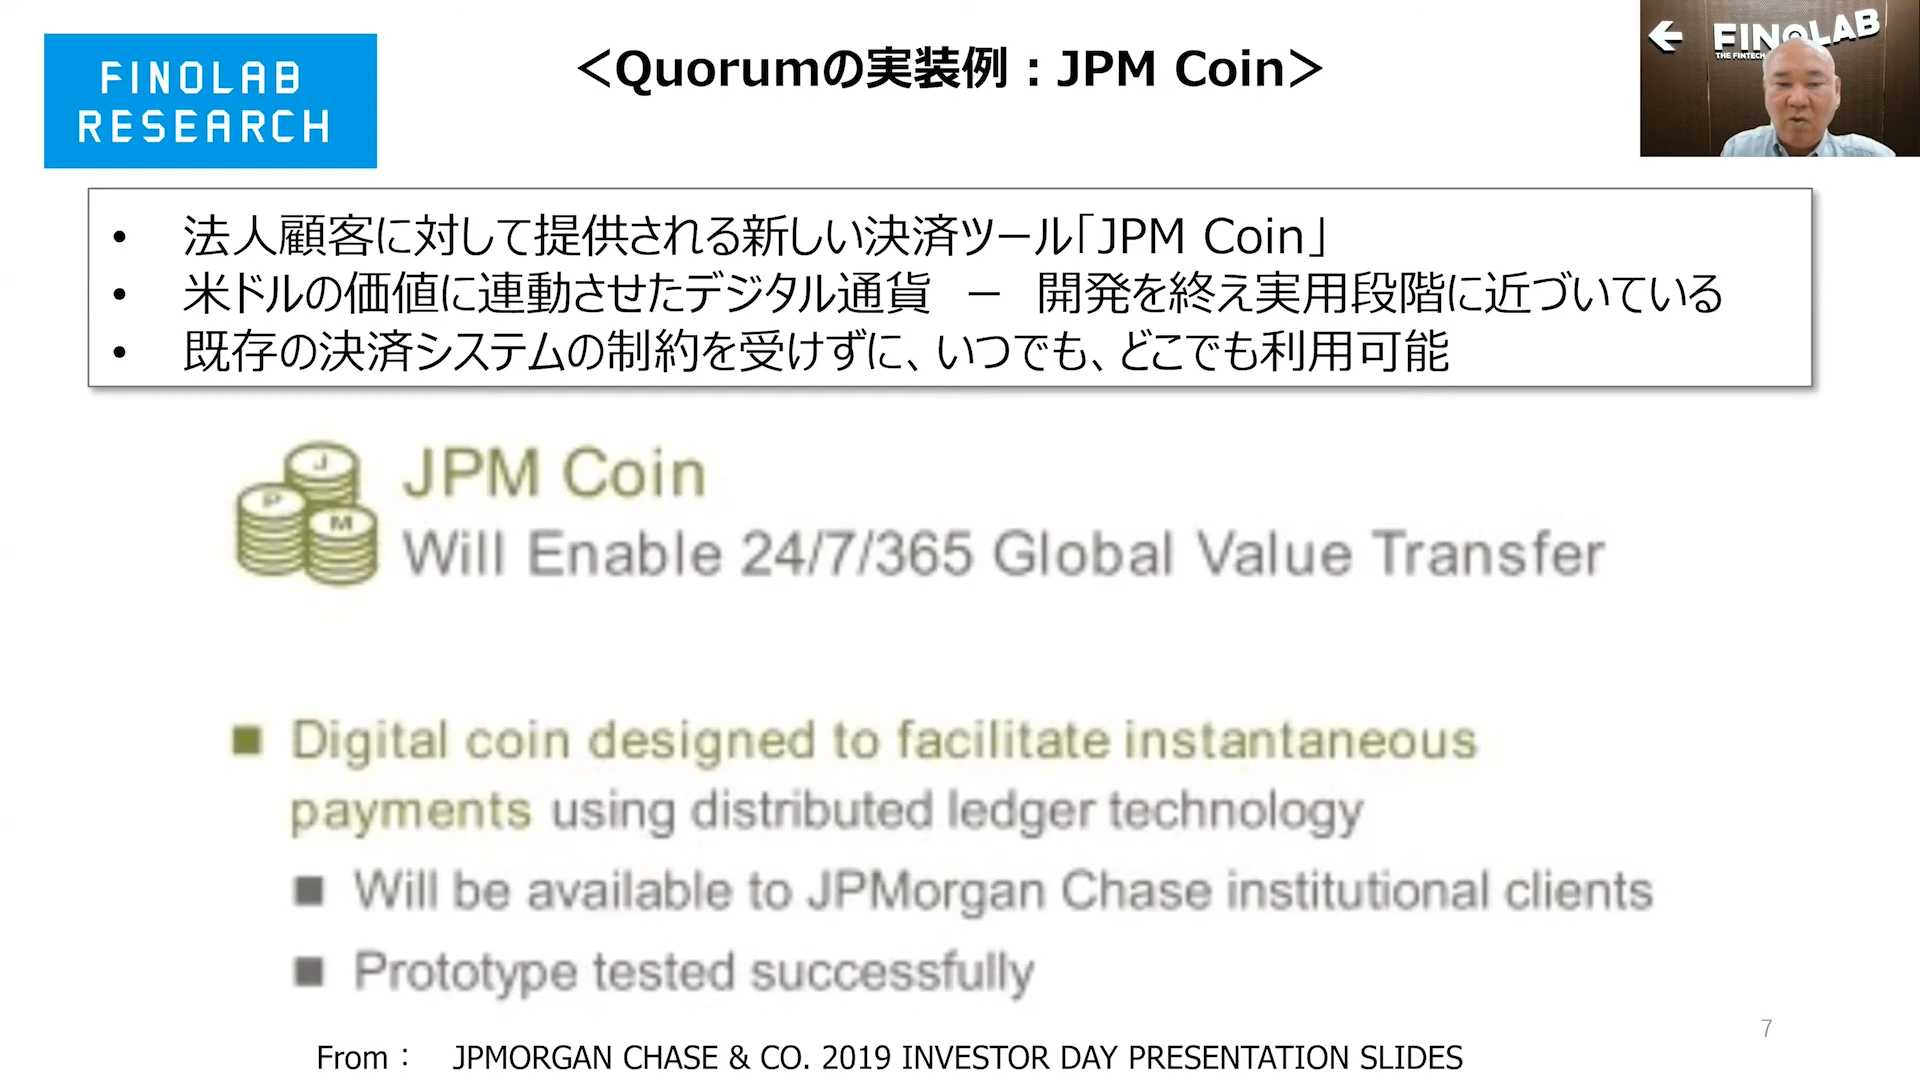 FINOLAB
RESEARCH
＜Quorumの実装例：JPM Coin＞
FINOLAB
THE FINTECH
• 法人顧客に対して提供される新しい決済ツール「JPM Coin」
• 米ドルの価値に連動させたデジタル通貨 － 開発を終え実用段階に近づいている
• 既存の決済システムの制約を受けずに、いつでも、どこでも利用可能
J
P
M
JPM Coin
Will Enable 24/7/365 Global Value Transfer
■ Digital coin designed to facilitate instantaneous
payments using distributed ledger technology
■ Will be available to JPMorgan Chase institutional clients
■ Prototype tested successfully
7
From： JPMORGAN CHASE & CO. 2019 INVESTOR DAY PRESENTATION SLIDES